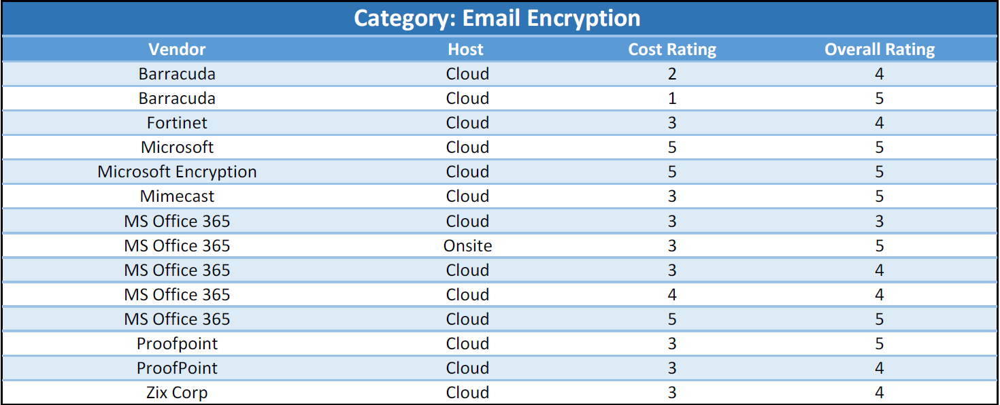 Category: Email Encryption
Vendor Host Cost Rating Overall Rating
Barracuda Cloud 2 4
Barracuda Cloud 1 5
Fortinet Cloud 3 4
Microsoft Cloud 5 5
Microsoft Encryption Cloud 5 5
Mimecast Cloud 3 5
MS Office 365 Cloud 3 3
MS Office 365 Onsite 3 5
MS Office 365 Cloud 3 4
MS Office 365 Cloud 4 4
MS Office 365 Cloud 5 5
Proofpoint Cloud 3 5
ProofPoint Cloud 3 4
Zix Corp Cloud 3 4